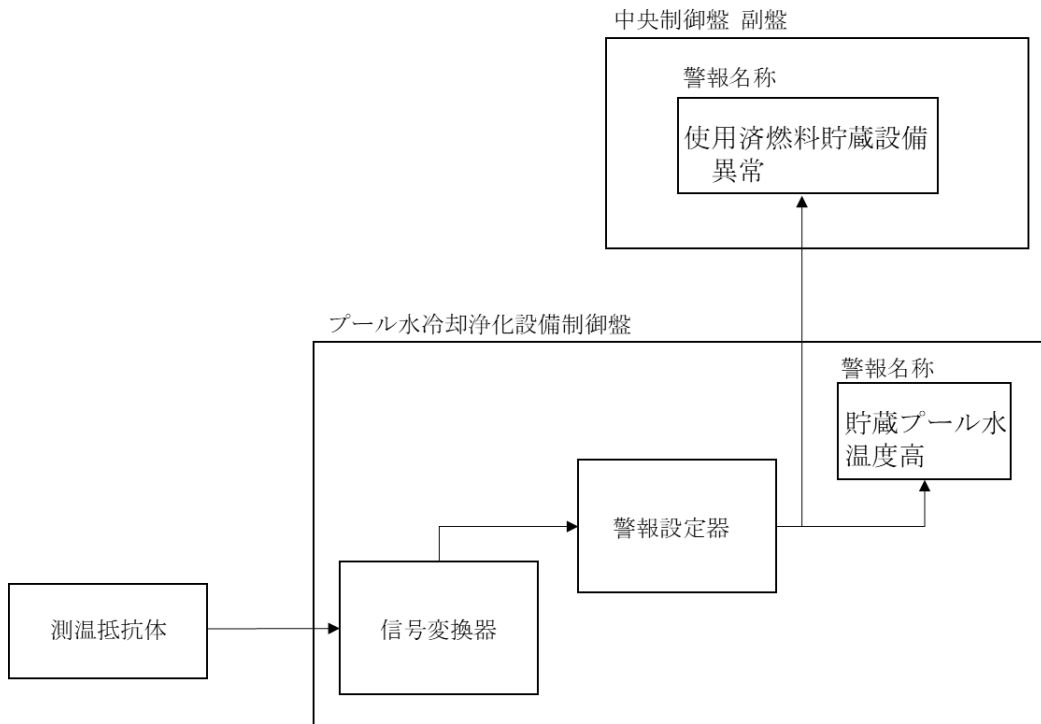 中央制御盤 副盤
警報名称
使用済燃料貯蔵設備
異常
プール水冷却浄化設備制御盤
警報名称
貯蔵プール水
温度高
警報設定器
信号変換器
測温抵抗体